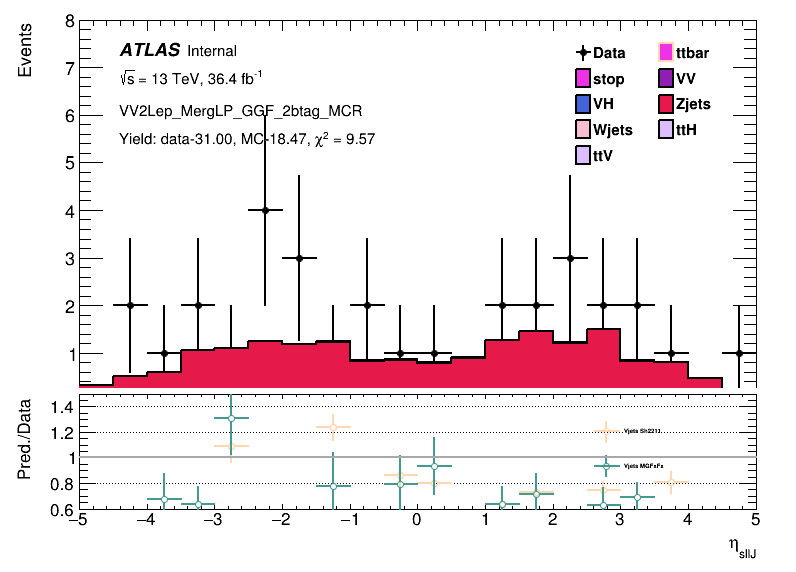 Events
8
7
6
5
4
3
2
1
ATLAS Internal
√s = 13 TeV, 36.4 fb⁻¹
VV2Lep_MergLP_GGF_2btag_MCR
Yield: data-31.00, MC-18.47, χ² = 9.57
Data
ttbar
stop
VV
VH
Zjets
Wjets
ttH
ttV
Pred./Data
1.4
1.2
1
0.8
0.6
Vjets Sh2211
Vjets MGFxFx
−5 −4 −3 −2 −1 0 1 2 3 4 5
η_sllJ